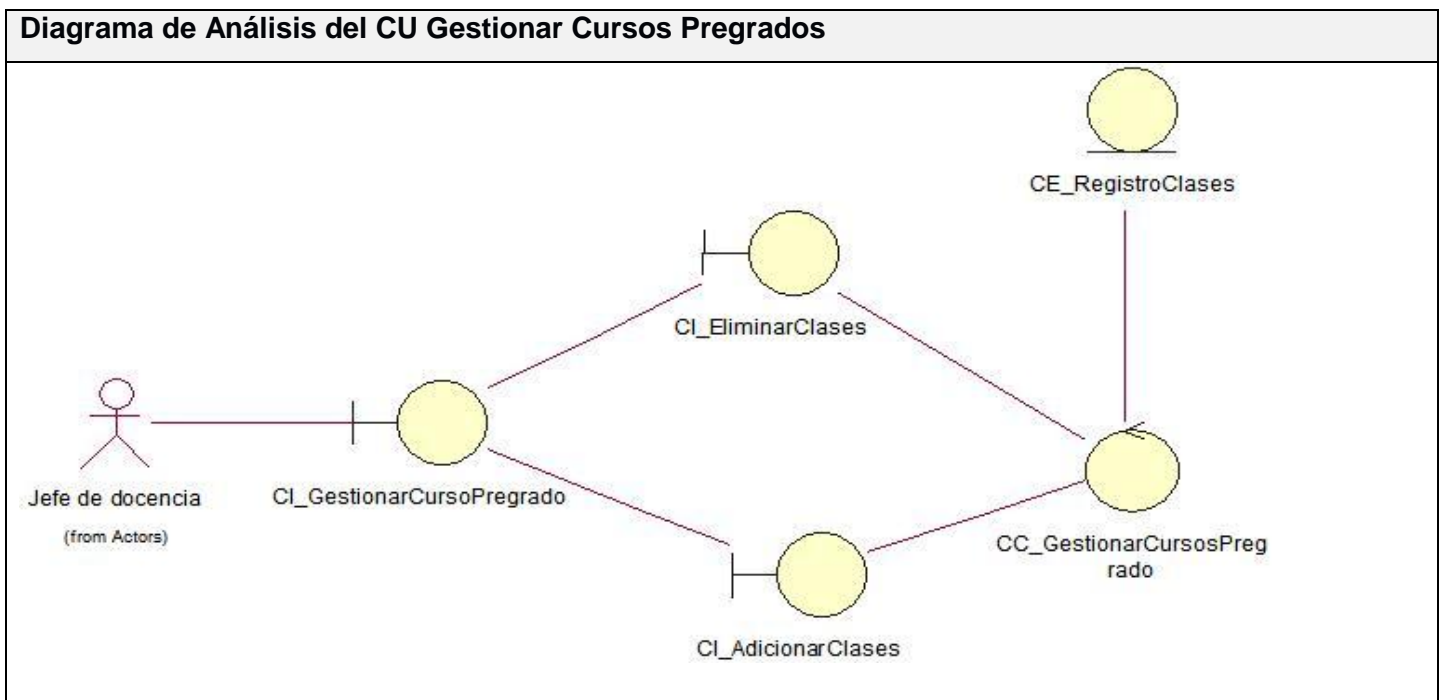 Diagrama de Análisis del CU Gestionar Cursos Pregrados
CE_RegistroClases
CI_EliminarClases
Jefe de docencia
(from Actors)
CI_GestionarCursoPregrado
CC_GestionarCursosPreg
rado
CI_AdicionarClases